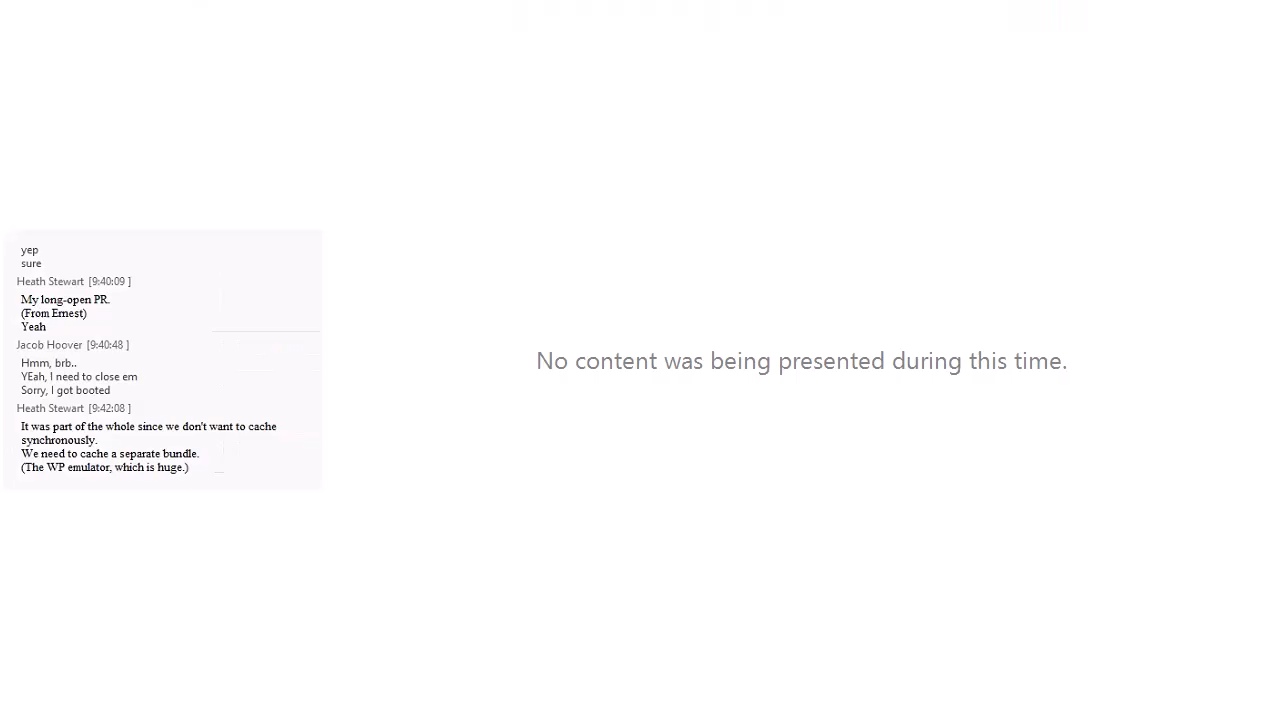 yep
sure
Heath Stewart [9:40:09 ]
My long-open PR.
(From Ernest)
Yeah
Jacob Hoover [9:40:48 ]
Hmm, brb..
YEah, I need to close em
Sorry, I got booted
Heath Stewart [9:42:08 ]
It was part of the whole since we don't want to cache
synchronously.
We need to cache a separate bundle.
(The WP emulator, which is huge.)
No content was being presented during this time.